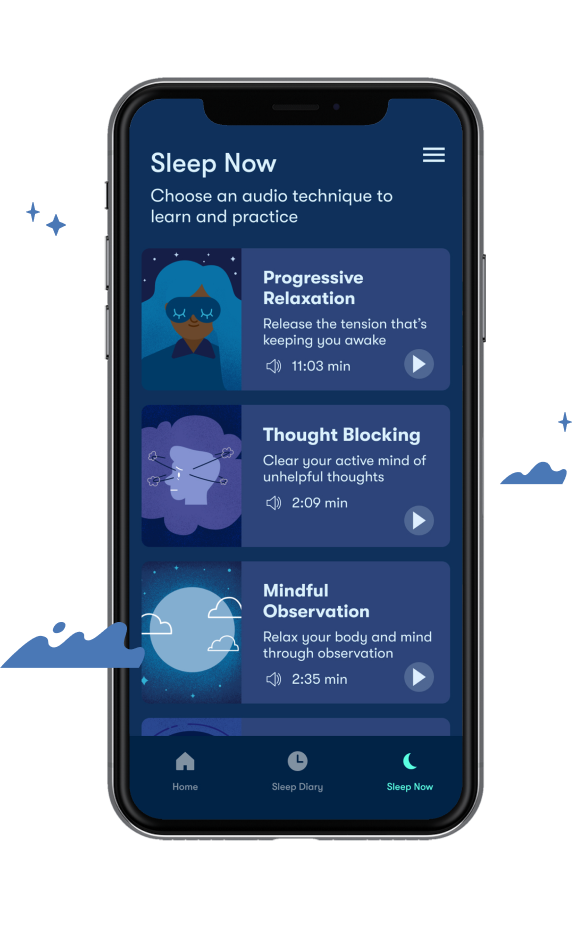 Sleep Now
Choose an audio technique to
learn and practice
Progressive
Relaxation
Release the tension that's
keeping you awake
11:03 min
Thought Blocking
Clear your active mind of
unhelpful thoughts
2:09 min
Mindful
Observation
Relax your body and mind
through observation
2:35 min
Home
Sleep Diary
Sleep Now